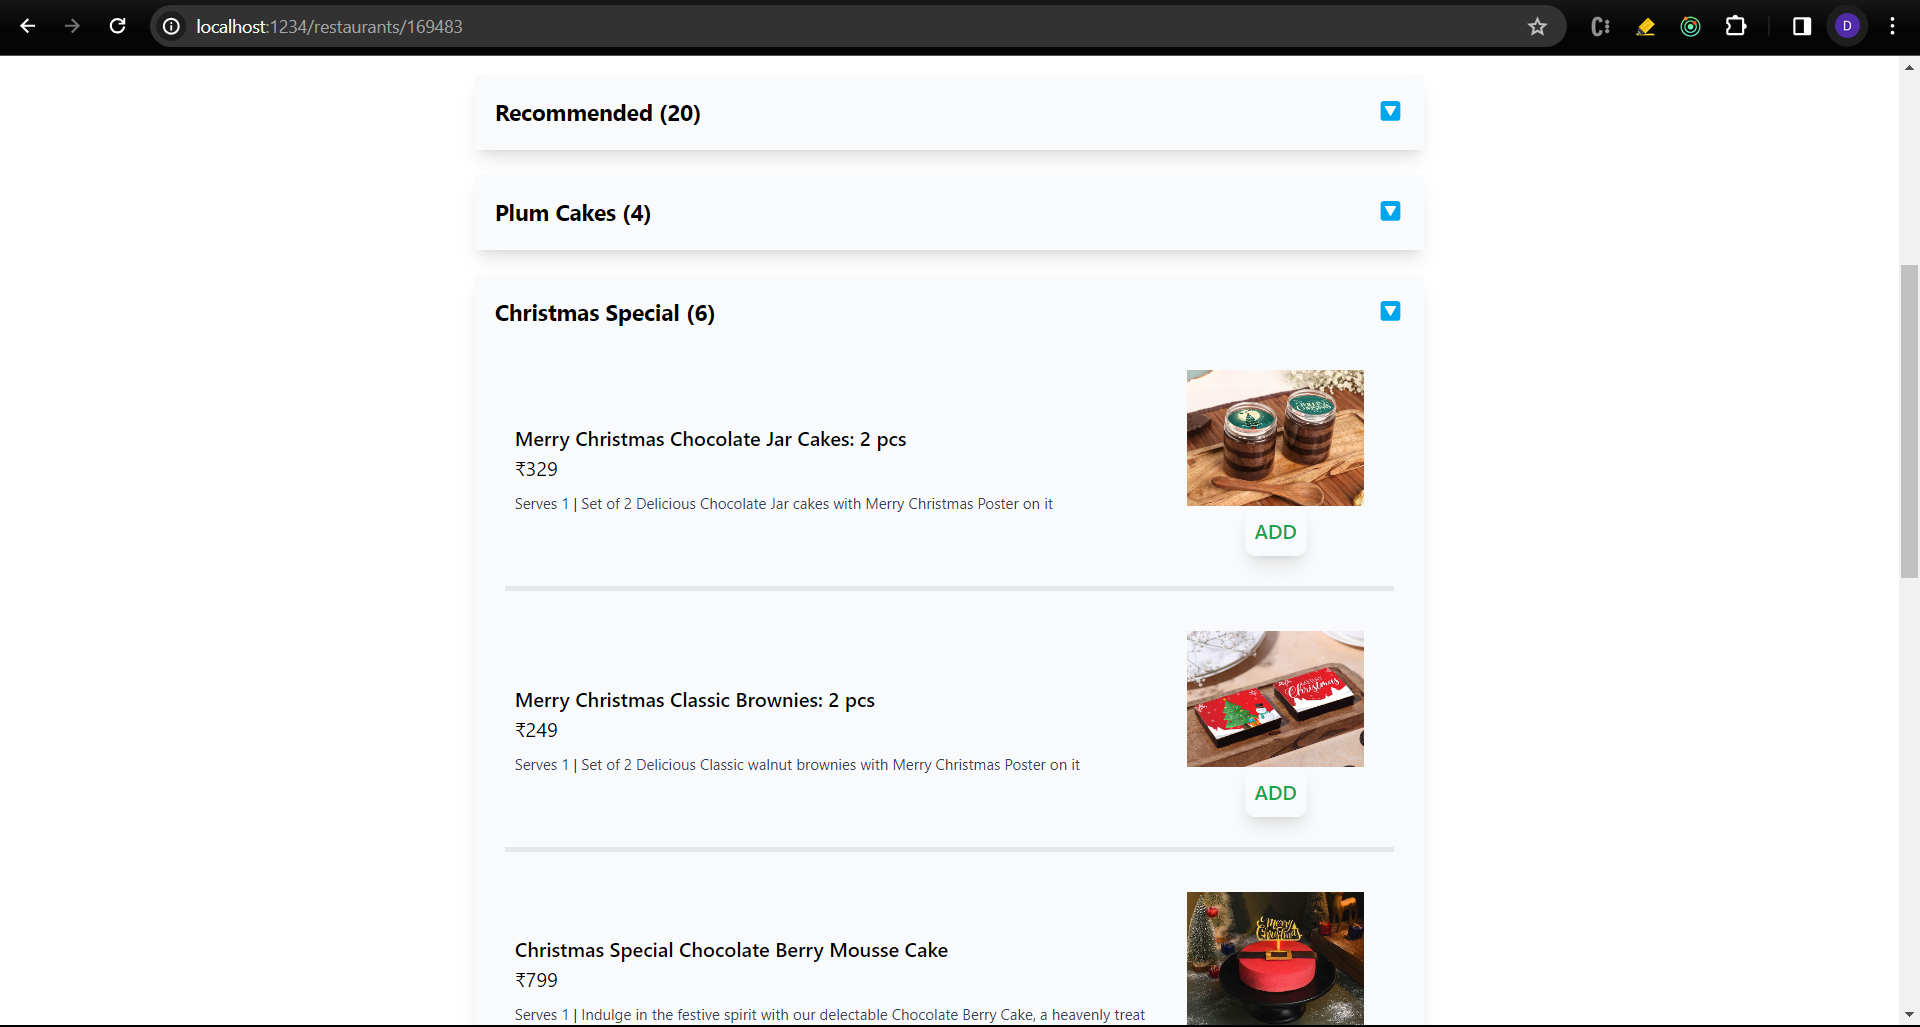 localhost:1234/restaurants/169483
D
Recommended (20)
Plum Cakes (4)
Christmas Special (6)
Merry Christmas Chocolate Jar Cakes: 2 pcs
₹329
Serves 1 | Set of 2 Delicious Chocolate Jar cakes with Merry Christmas Poster on it
ADD
Merry Christmas Classic Brownies: 2 pcs
₹249
Serves 1 | Set of 2 Delicious Classic walnut brownies with Merry Christmas Poster on it
Christmas
ADD
Merry
Christmas
Christmas Special Chocolate Berry Mousse Cake
₹799
Serves 1 | Indulge in the festive spirit with our delectable Chocolate Berry Cake, a heavenly treat